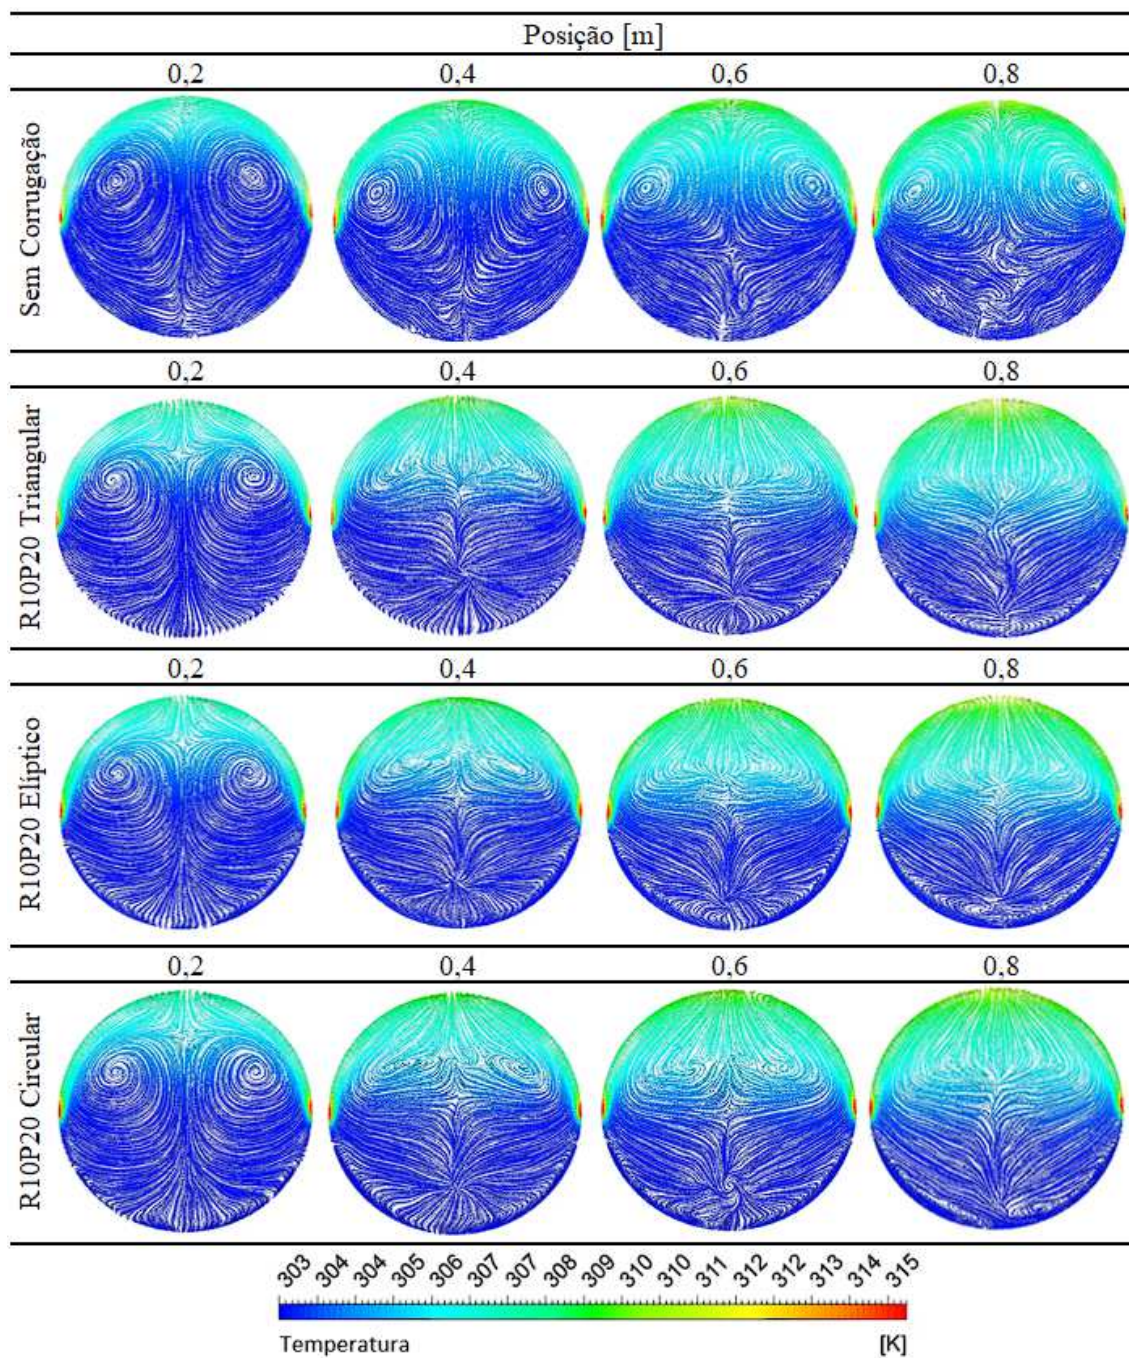 Posição [m]
0,2 0,4 0,6 0,8
Sem Corrugação
0,2 0,4 0,6 0,8
R10P20 Triangular
0,2 0,4 0,6 0,8
R10P20 Elíptico
0,2 0,4 0,6 0,8
R10P20 Circular
303 304 304 305 306 307 307 308 309 310 310 311 312 312 313 314 315
Temperatura [K]